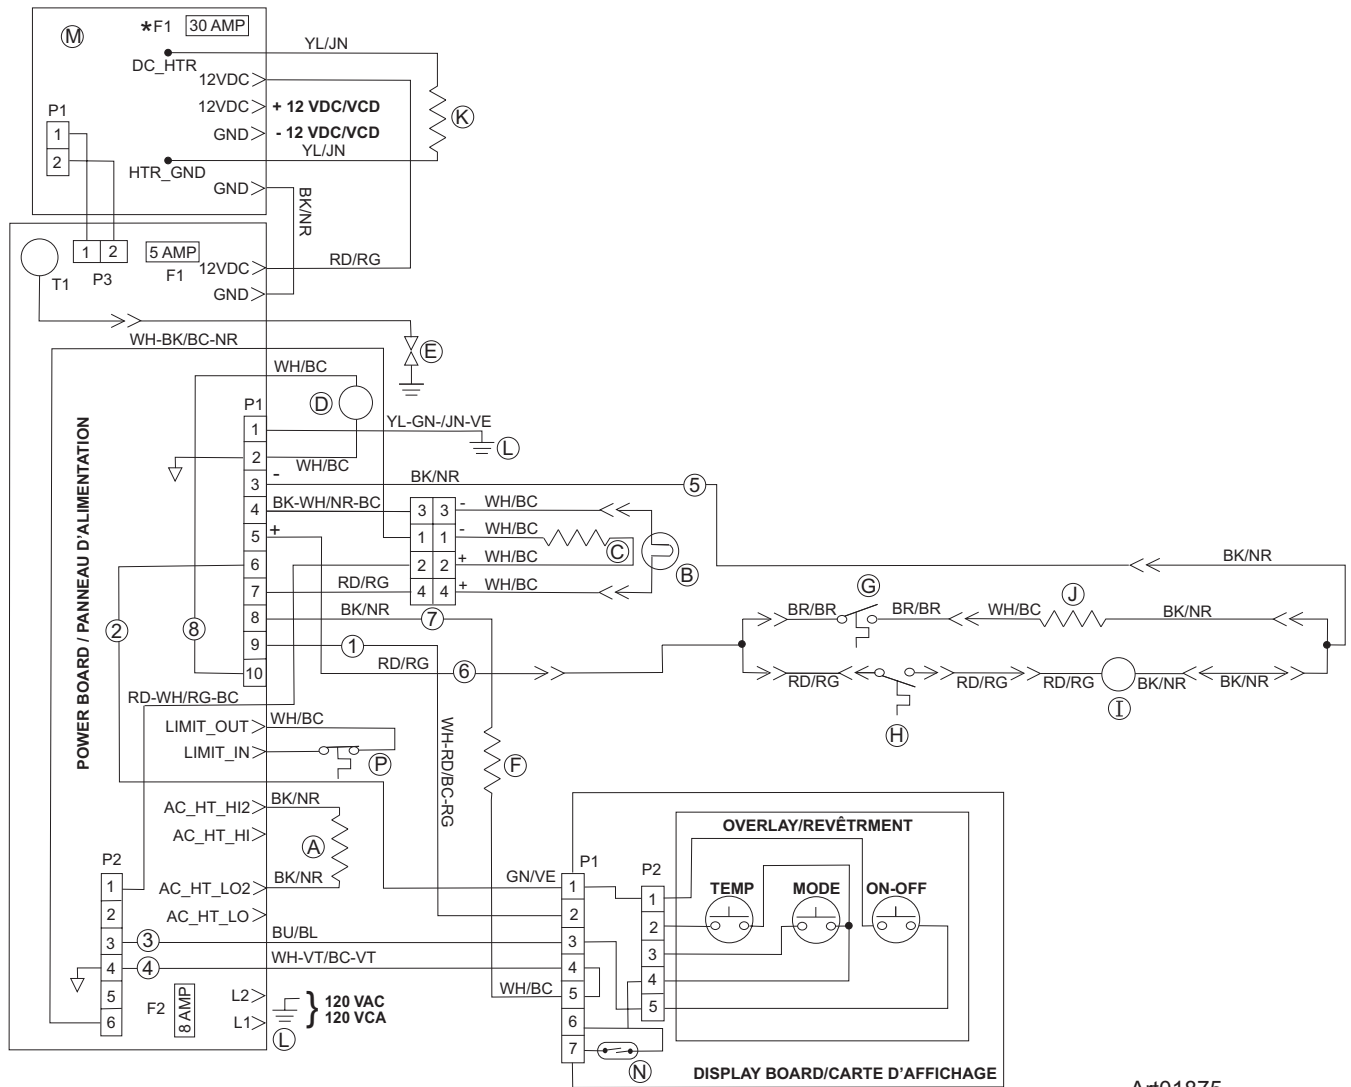 M
*F1 30 AMP
YL/JN
DC_HTR
12VDC
12VDC + 12 VDC/VCD
K
P1
1
2
GND - 12 VDC/VCD
YL/JN
HTR_GND
GND
BK/NR
T1
1 2
P3
5 AMP
F1
12VDC
RD/RG
GND
WH-BK/BC-NR
E
WH/BC
D
POWER BOARD / PANNEAU D'ALIMENTATION
P1
1
2
3
4
5
6
7
8
9
10
YL-GN-/JN-VE
L
WH/BC
-
BK/NR
5
BK-WH/NR-BC
+
3 3 - WH/BC
1 1 - WH/BC
2 2 + WH/BC
4 4 + WH/BC
C
B
BK/NR
RD/RG
BK/NR
7
2
8
1
RD/RG
6
G
BR/BR
BR/BR
WH/BC
J
BK/NR
RD/RG
H
RD/RG
RD/RG
I
BK/NR
BK/NR
RD-WH/RG-BC
LIMIT_OUT
WH/BC
LIMIT_IN
P
WH-RD/BC-RG
F
AC_HT_HI2
BK/NR
AC_HT_HI
A
AC_HT_LO2
BK/NR
AC_HT_LO
P2
1
2
3
4
5
6
3
BU/BL
4
WH-VT/BC-VT
F2
8 AMP
L2
L1
L
} 120 VAC
120 VCA
GN/VE
WH/BC
P1
1
2
3
4
5
6
7
N
P2
1
2
3
4
5
OVERLAY/REVÊTRMENT
TEMP
MODE
ON-OFF
DISPLAY BOARD/CARTE D'AFFICHAGE